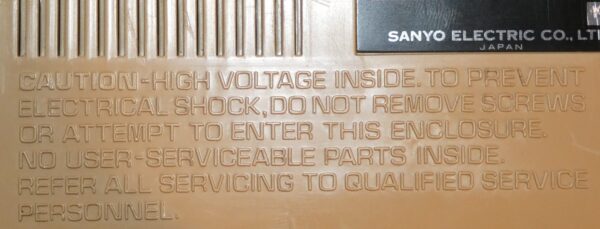 SANYO ELECTRIC CO., LT
JAPAN
CAUTION-HIGH VOLTAGE INSIDE. TO PREVENT
ELECTRICAL SHOCK, DO NOT REMOVE SCREWS
OR ATTEMPT TO ENTER THIS ENCLOSURE.
NO USER-SERVICEABLE PARTS INSIDE.
REFER ALL SERVICING TO QUALIFIED SERVICE
PERSONNEL.